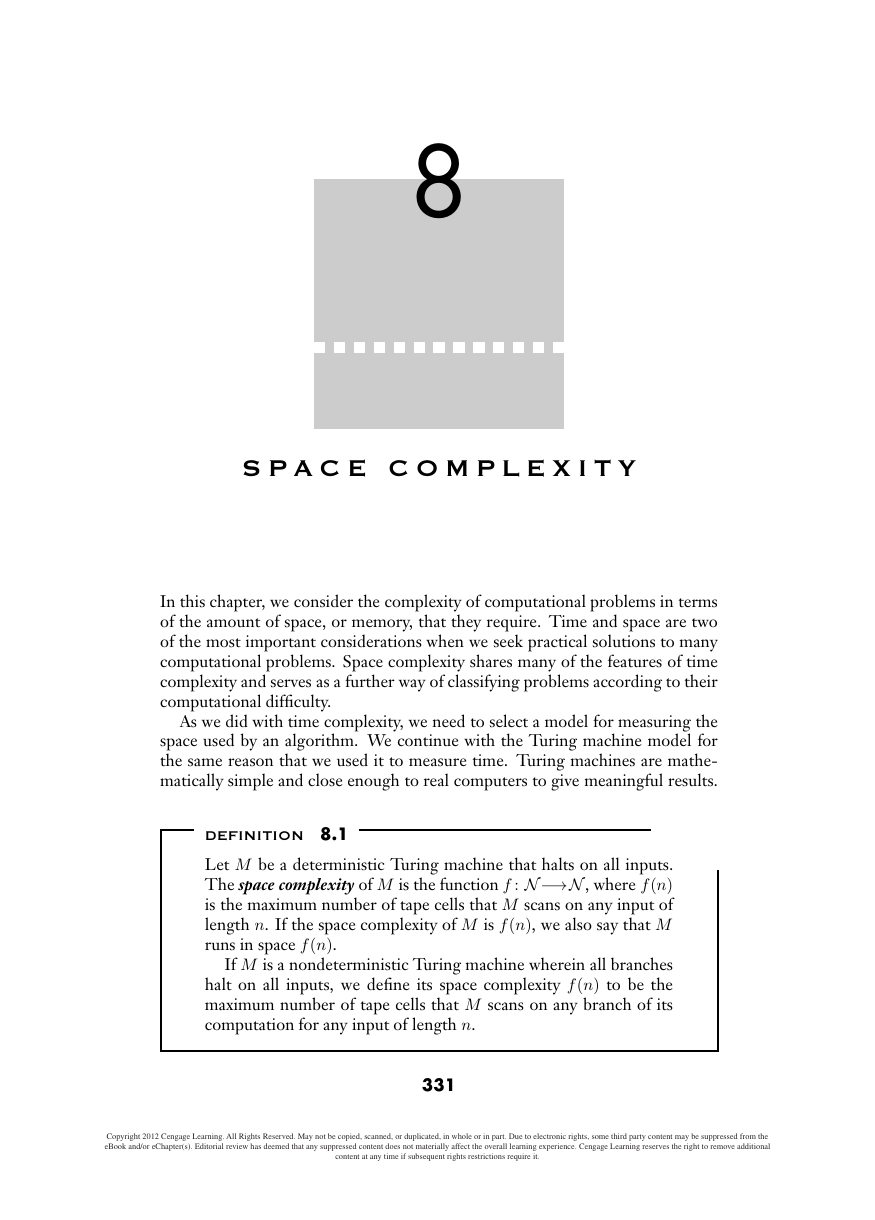 8
SPACE COMPLEXITY
In this chapter, we consider the complexity of computational problems in terms
of the amount of space, or memory, that they require. Time and space are two
of the most important considerations when we seek practical solutions to many
computational problems. Space complexity shares many of the features of time
complexity and serves as a further way of classifying problems according to their
computational difficulty.
As we did with time complexity, we need to select a model for measuring the
space used by an algorithm. We continue with the Turing machine model for
the same reason that we used it to measure time. Turing machines are mathe-
matically simple and close enough to real computers to give meaningful results.
DEFINITION 8.1
Let M be a deterministic Turing machine that halts on all inputs.
The space complexity of M is the function f : N⟶N, where f(n)
is the maximum number of tape cells that M scans on any input of
length n. If the space complexity of M is f(n), we also say that M
runs in space f(n).
If M is a nondeterministic Turing machine wherein all branches
halt on all inputs, we define its space complexity f(n) to be the
maximum number of tape cells that M scans on any branch of its
computation for any input of length n.
331
Copyright 2012 Cengage Learning. All Rights Reserved. May not be copied, scanned, or duplicated, in whole or in part. Due to electronic rights, some third party content may be suppressed from the
eBook and/or eChapter(s). Editorial review has deemed that any suppressed content does not materially affect the overall learning experience. Cengage Learning reserves the right to remove additional
content at any time if subsequent rights restrictions require it.